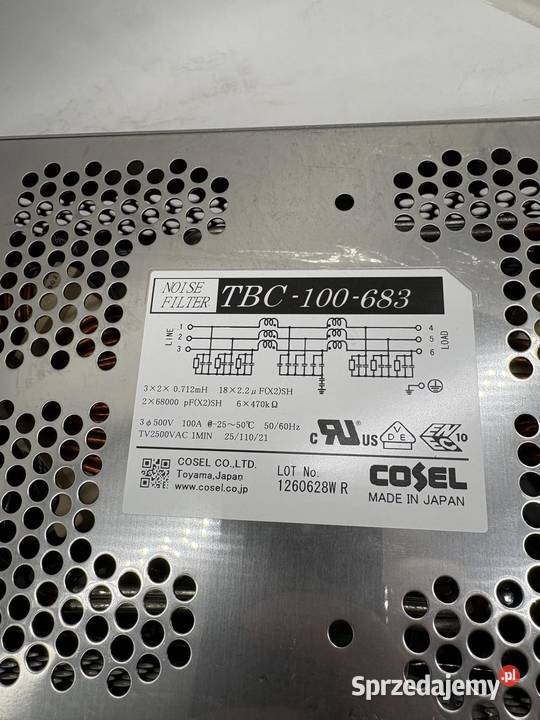 NOISE
FILTER
TBC-100-683
LINE
1
2
3
4
5
6
LOAD
3×2× 0.712mH 18×2.2μF(X2)SH
2×68000 pF(X2)SH 6×470kΩ
3φ500V 100A @-25~50℃ 50/60Hz
TV2500VAC 1MIN 25/110/21
c RU US
VDE
10
COSEL CO.,LTD.
Toyama,Japan
www.cosel.co.jp
LOT No.
1260628W R
COSEL
MADE IN JAPAN
Sprzedajemy.pl